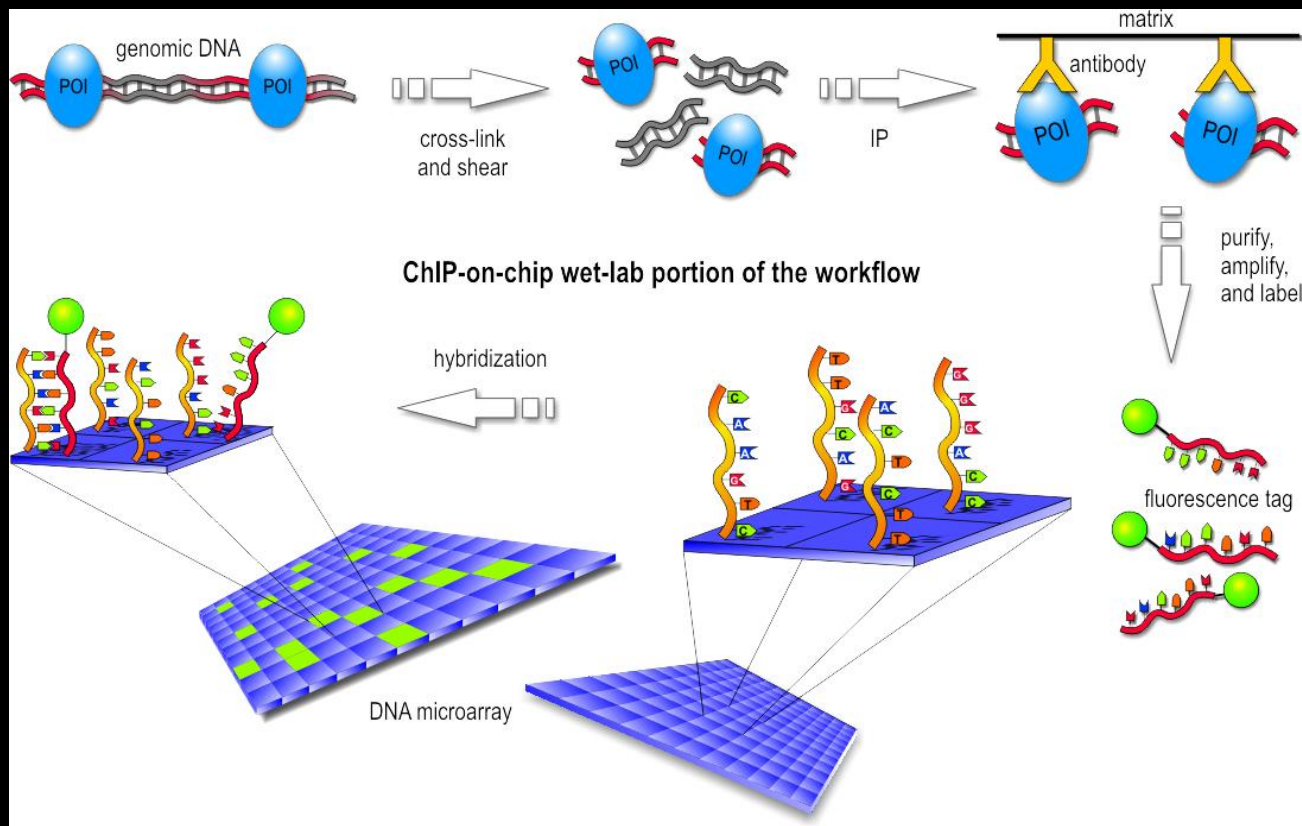 genomic DNA
POI
POI
cross-link
and shear
POI
POI
IP
matrix
antibody
POI
POI
purify,
amplify,
and label
ChIP-on-chip wet-lab portion of the workflow
hybridization
C
A
A
G
T
C
T
T
G
C
A
G
A
C
T
C
T
T
G
G
G
A
C
C
fluorescence tag
DNA microarray